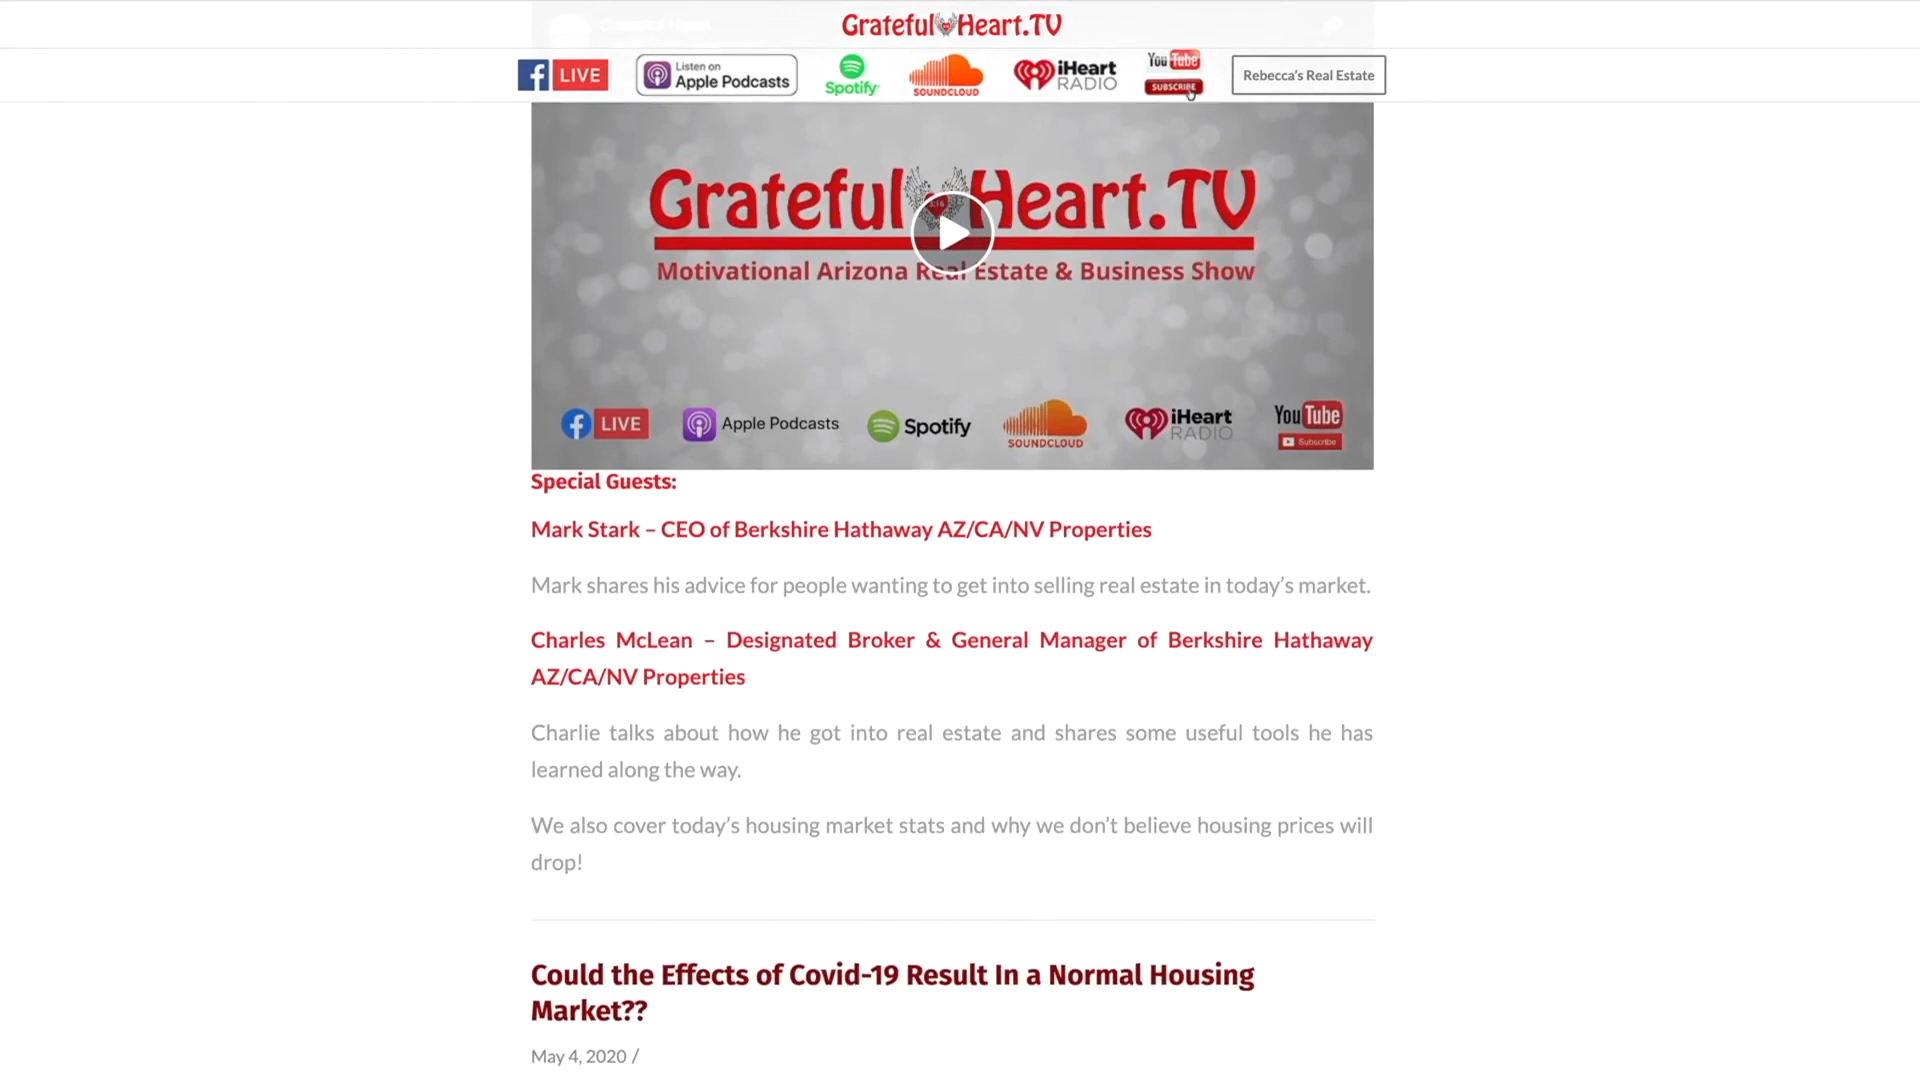 Grateful Heart.TV
LIVE
Listen on
Apple Podcasts
Spotify
SOUNDCLOUD
iHeart
RADIO
YouTube
SUBSCRIBE
Rebecca's Real Estate
Grateful Heart.TV
3:16
Motivational Arizona Real Estate & Business Show
LIVE
Apple Podcasts
Spotify
SOUNDCLOUD
iHeart
RADIO
YouTube
Subscribe
Special Guests:
Mark Stark – CEO of Berkshire Hathaway AZ/CA/NV Properties
Mark shares his advice for people wanting to get into selling real estate in today's market.
Charles McLean – Designated Broker & General Manager of Berkshire Hathaway
AZ/CA/NV Properties
Charlie talks about how he got into real estate and shares some useful tools he has
learned along the way.
We also cover today's housing market stats and why we don't believe housing prices will
drop!
Could the Effects of Covid-19 Result In a Normal Housing
Market??
May 4, 2020 /